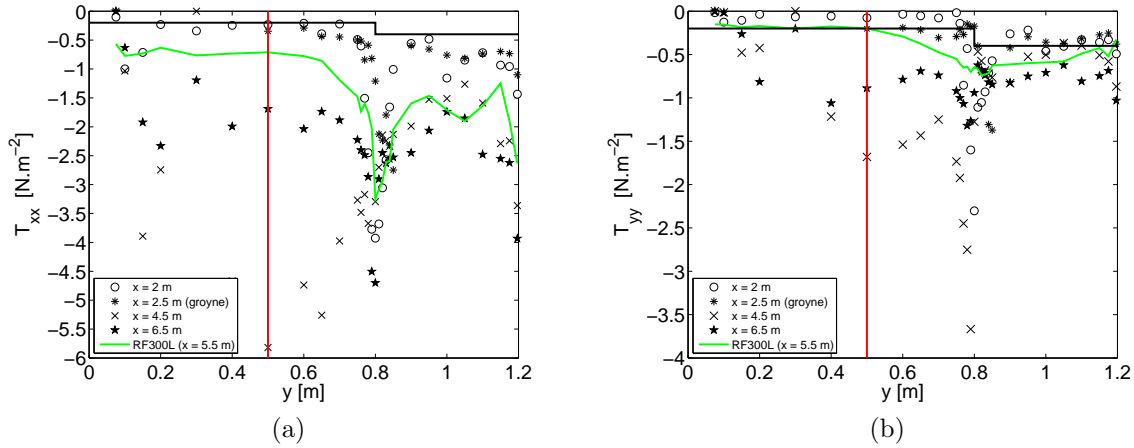 0
−0.5
−1
−1.5
−2
−2.5
−3
−3.5
−4
−4.5
−5
−5.5
−6
T_xx [N.m^−2]
x = 2 m
x = 2.5 m (groyne)
x = 4.5 m
x = 6.5 m
RF300L (x = 5.5 m)
0 0.2 0.4 0.6 0.8 1 1.2
y [m]
(a)
0
−0.5
−1
−1.5
−2
−2.5
−3
−3.5
−4
T_yy [N.m^−2]
x = 2 m
x = 2.5 m (groyne)
x = 4.5 m
x = 6.5 m
RF300L (x = 5.5 m)
0 0.2 0.4 0.6 0.8 1 1.2
y [m]
(b)